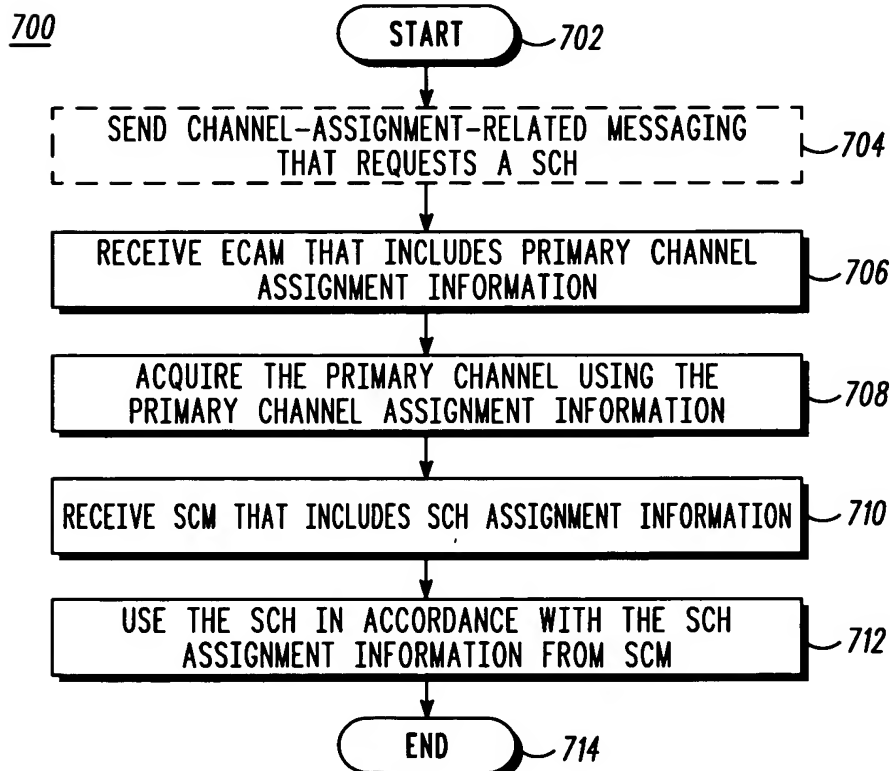 700
START
702
SEND CHANNEL-ASSIGNMENT-RELATED MESSAGING
THAT REQUESTS A SCH
704
RECEIVE ECAM THAT INCLUDES PRIMARY CHANNEL
ASSIGNMENT INFORMATION
706
ACQUIRE THE PRIMARY CHANNEL USING THE
PRIMARY CHANNEL ASSIGNMENT INFORMATION
708
RECEIVE SCM THAT INCLUDES SCH ASSIGNMENT INFORMATION
710
USE THE SCH IN ACCORDANCE WITH THE SCH
ASSIGNMENT INFORMATION FROM SCM
712
END
714